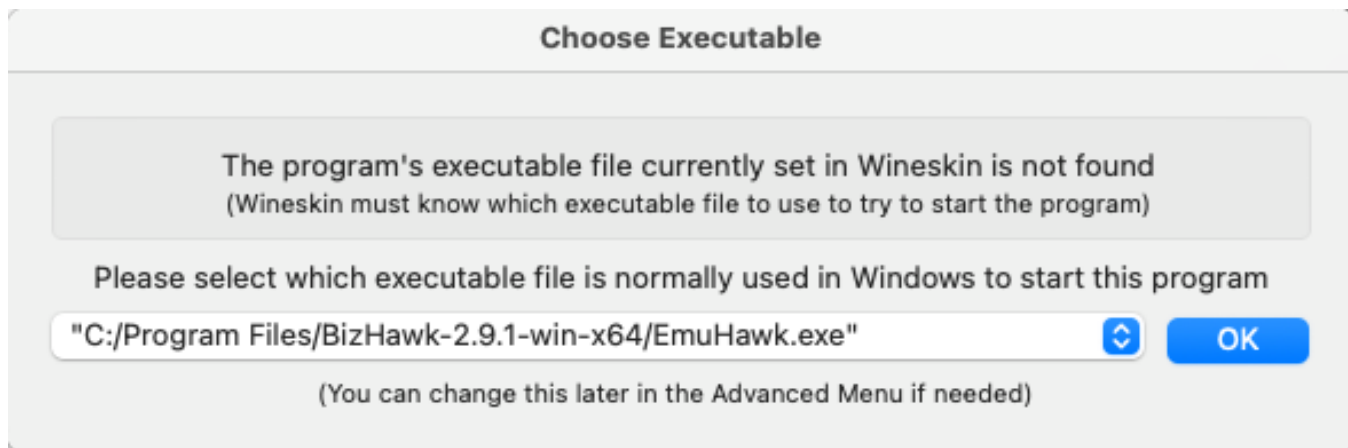 Choose Executable
The program's executable file currently set in Wineskin is not found
(Wineskin must know which executable file to use to try to start the program)
Please select which executable file is normally used in Windows to start this program
"C:/Program Files/BizHawk-2.9.1-win-x64/EmuHawk.exe"
OK
(You can change this later in the Advanced Menu if needed)